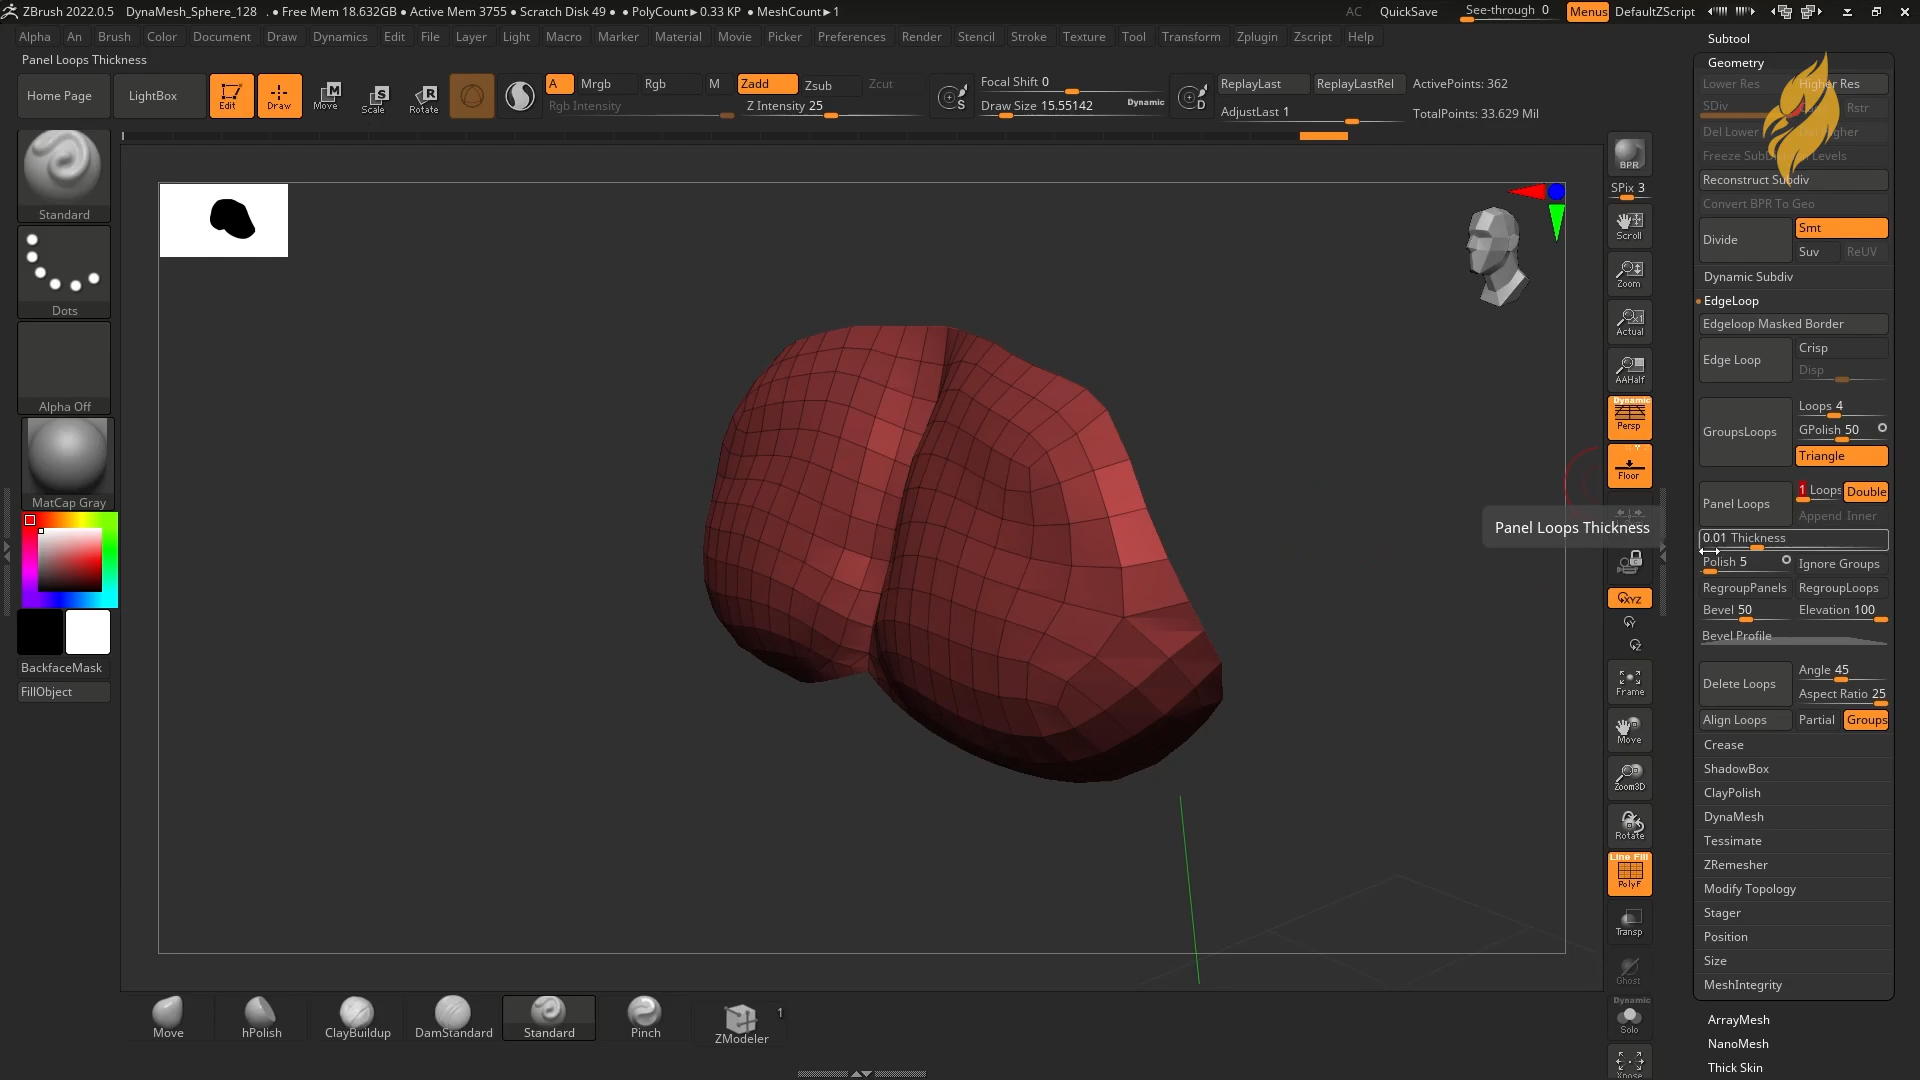 ZBrush 2022.0.5 DynaMesh_Sphere_128 . ● Free Mem 18.632GB ● Active Mem 3755 ● Scratch Disk 49 ● ● PolyCount►0.33 KP ● MeshCount►1 AC QuickSave See-through 0 Menus DefaultZScript
Alpha An Brush Color Document Draw Dynamics Edit File Layer Light Macro Marker Material Movie Picker Preferences Render Stencil Stroke Texture Tool Transform Zplugin Zscript Help
Panel Loops Thickness
Home Page
LightBox
Edit
Draw
Move
Scale
Rotate
A Mrgb Rgb M Zadd Zsub Zcut
Rgb Intensity Z Intensity 25
Focal Shift 0
Draw Size 15.55142 Dynamic
S
D
ReplayLast ReplayLastRel ActivePoints: 362
AdjustLast 1 TotalPoints: 33.629 Mil
Standard
Dots
Alpha Off
MatCap Gray
BackfaceMask
FillObject
BPR
SPix 3
Scroll
Zoom
Actual
AAHalf
Dynamic
Persp
Floor
XYZ
Y
Z
Frame
Move
Zoom3D
Rotate
Line Fill
PolyF
Transp
Ghost
Dynamic
Solo
Xpose
Panel Loops Thickness
Subtool
Geometry
Lower Res Higher Res
SDiv Rstr
Del Lower
Freeze SubDivision Levels
Reconstruct Subdiv
Convert BPR To Geo
Divide
Smt
Suv ReUV
Dynamic Subdiv
EdgeLoop
Edgeloop Masked Border
Edge Loop
Crisp
Disp
GroupsLoops
Loops 4
GPolish 50
Triangle
Panel Loops
1 Loops Double
Append Inner
0.01 Thickness
Polish 5 Ignore Groups
RegroupPanels RegroupLoops
Bevel 50 Elevation 100
Bevel Profile
Delete Loops
Angle 45
Aspect Ratio 25
Align Loops Partial Groups
Crease
ShadowBox
ClayPolish
DynaMesh
Tessimate
ZRemesher
Modify Topology
Stager
Position
Size
MeshIntegrity
ArrayMesh
NanoMesh
Thick Skin
Move
hPolish
ClayBuildup
DamStandard
Standard
Pinch
1
ZModeler